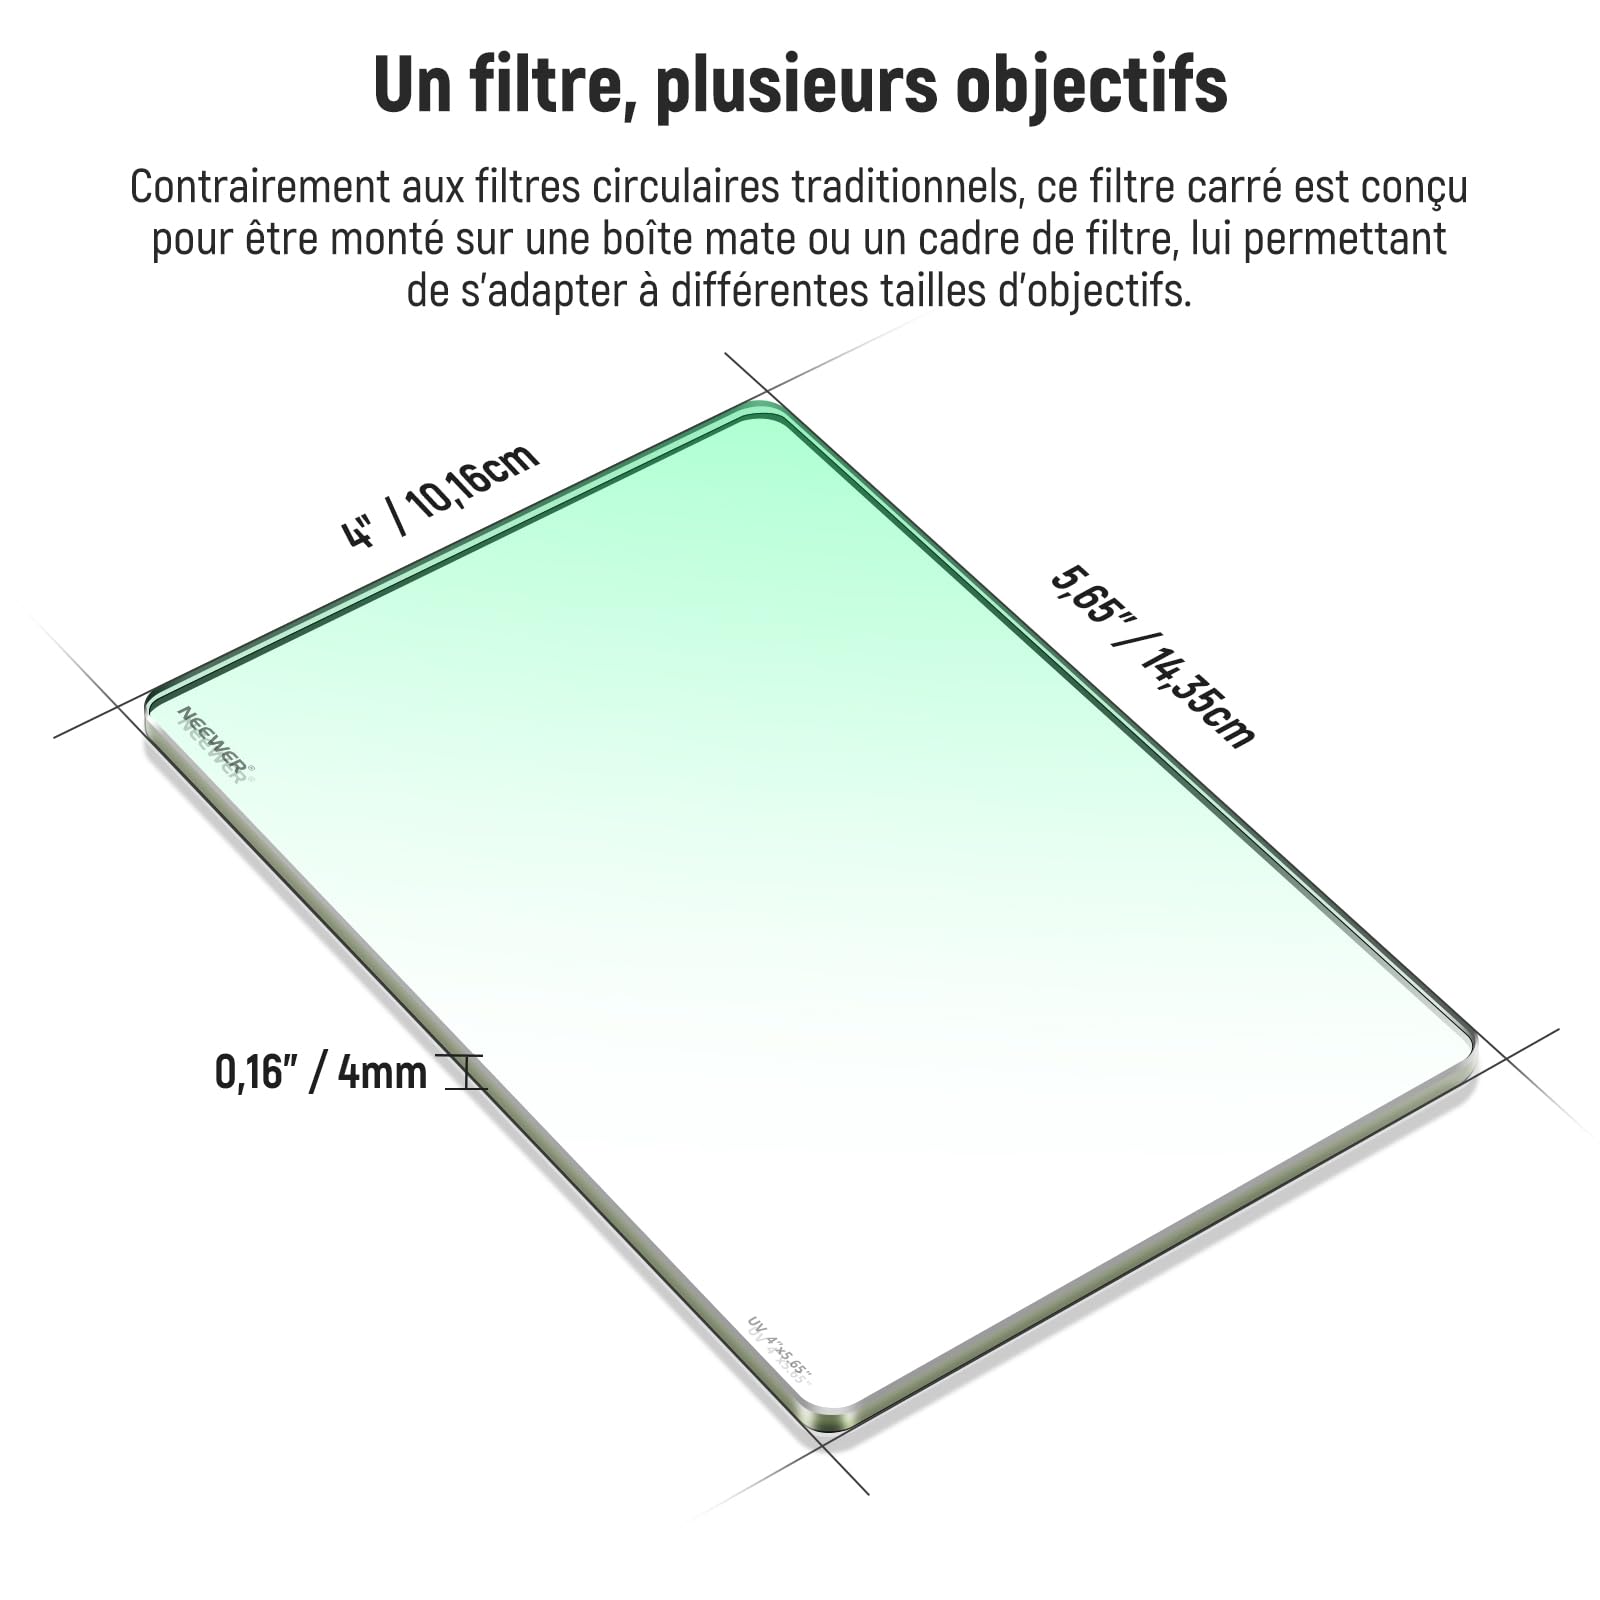 Un filtre, plusieurs objectifs
Contrairement aux filtres circulaires traditionnels, ce filtre carré est conçu
pour être monté sur une boîte mate ou un cadre de filtre, lui permettant
de s'adapter à différentes tailles d'objectifs.
4" / 10,16cm
5,65" / 14,35cm
NEEWER®
0,16" / 4mm
UV 4"x5.65"